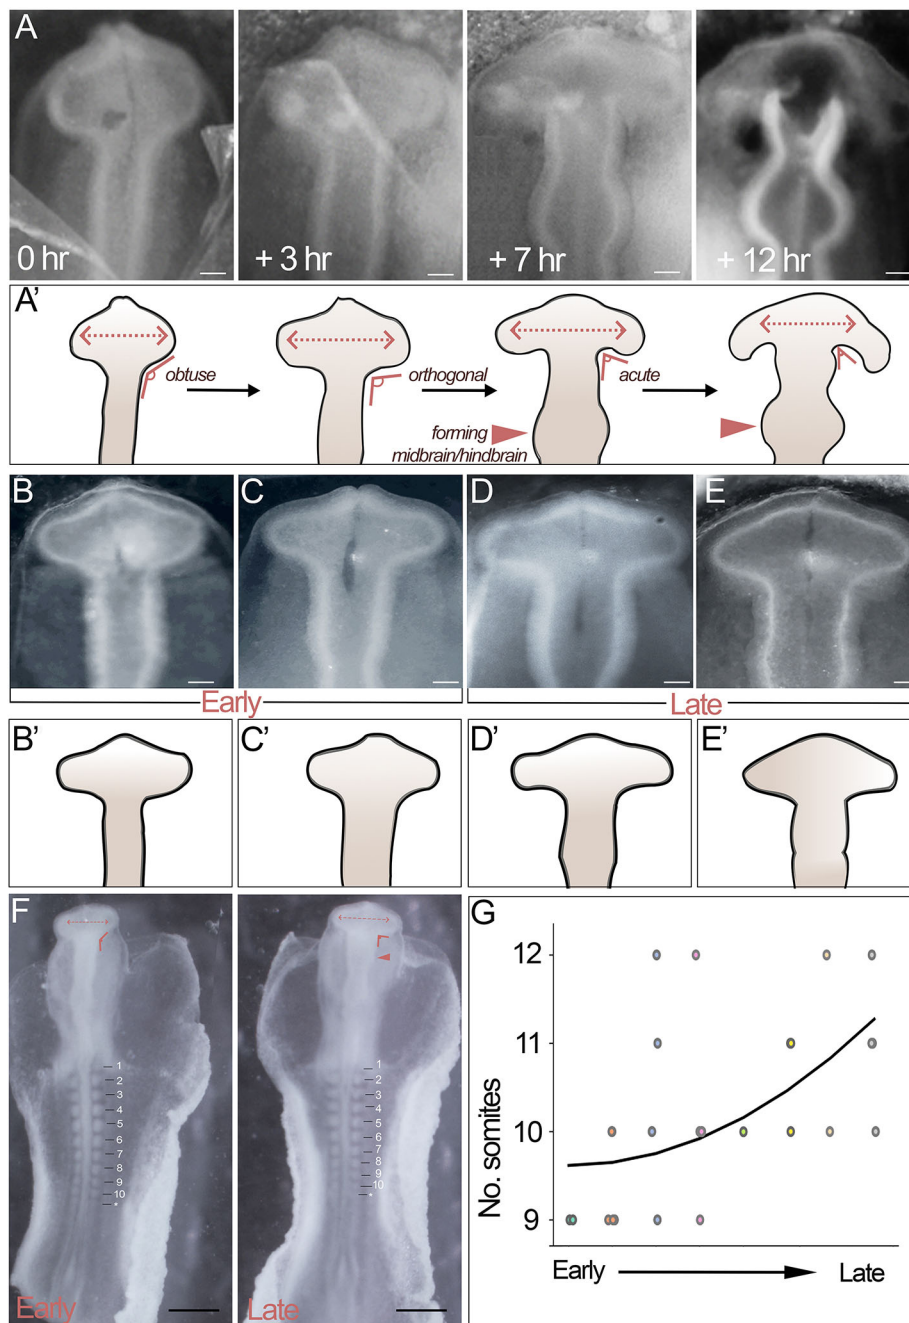 A
0 hr
+ 3 hr
+ 7 hr
+ 12 hr
A'
obtuse
orthogonal
acute
forming
midbrain/hindbrain
B
C
D
E
Early
Late
B'
C'
D'
E'
F
1
2
3
4
5
6
7
8
9
10
*
Early
1
2
3
4
5
6
7
8
9
10
*
Late
G
No. somites
12
11
10
9
Early
Late